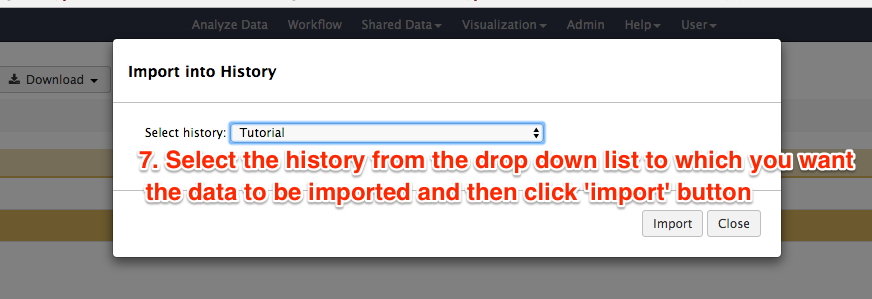 Analyze Data Workflow Shared Data Visualization Admin Help User
Download
Import into History
Select history: Tutorial
7. Select the history from the drop down list to which you want
the data to be imported and then click 'import' button
Import Close